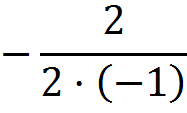 − 2 / 2 · (−1)